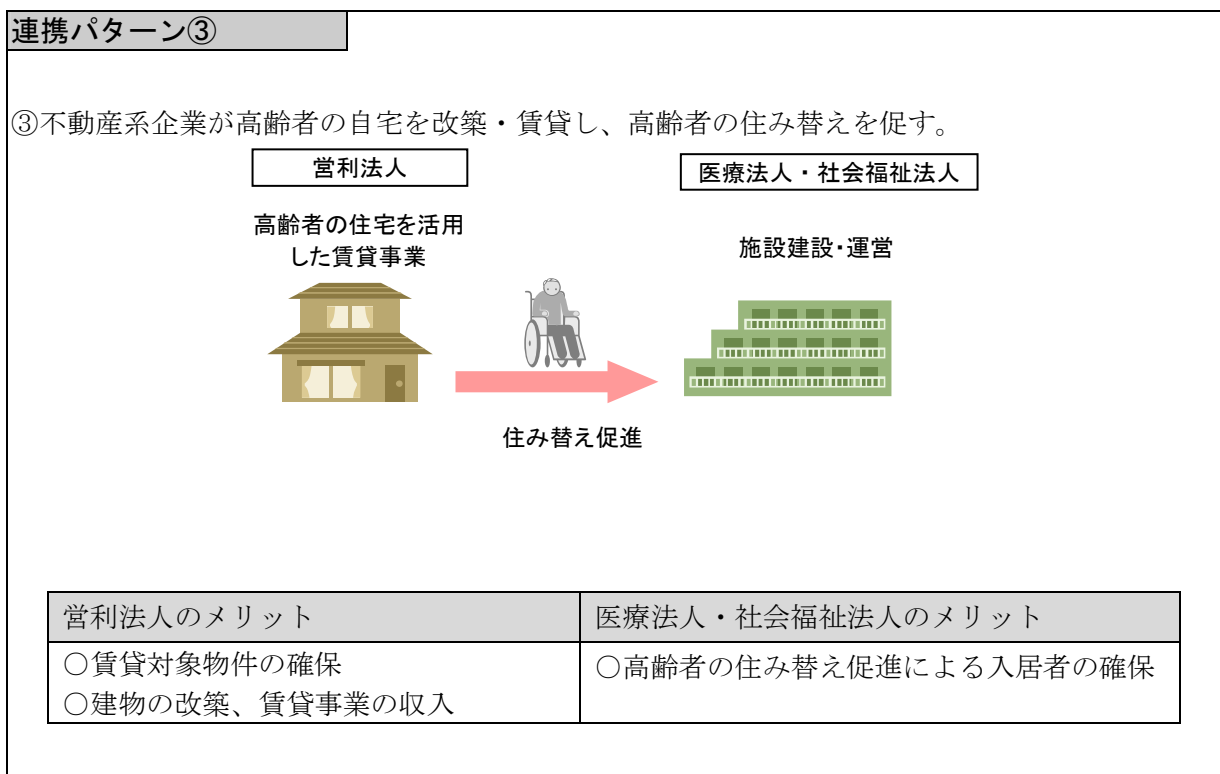 連携パターン③
③不動産系企業が高齢者の自宅を改築・賃貸し、高齢者の住み替えを促す。
営利法人
医療法人・社会福祉法人
高齢者の住宅を活用
した賃貸事業
施設建設・運営
住み替え促進
営利法人のメリット
医療法人・社会福祉法人のメリット
○賃貸対象物件の確保
○建物の改築、賃貸事業の収入
○高齢者の住み替え促進による入居者の確保